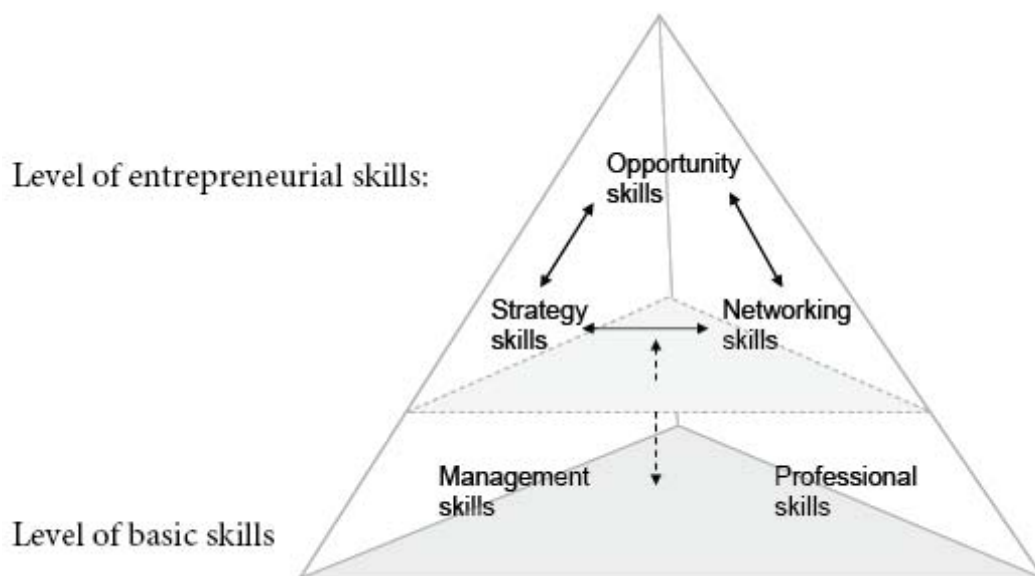 Level of entrepreneurial skills:
Opportunity
skills
Strategy
skills
Networking
skills
Management
skills
Professional
skills
Level of basic skills